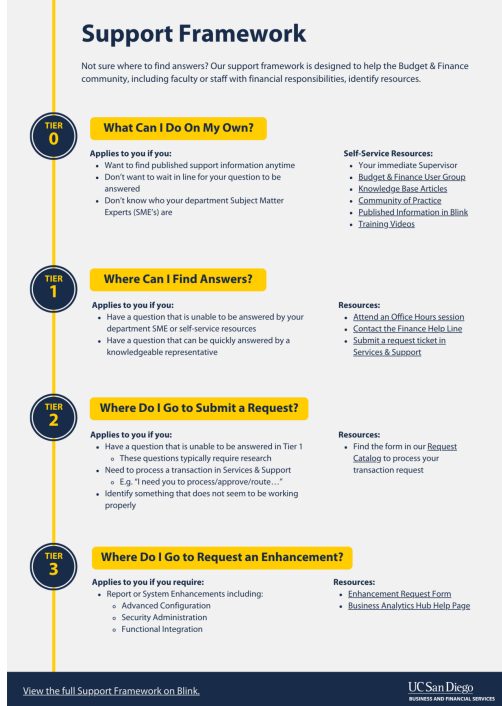 Support Framework
Not sure where to find answers? Our support framework is designed to help the Budget & Finance
community, including faculty or staff with financial responsibilities, identify resources.
TIER
0
What Can I Do On My Own?
Applies to you if you:
• Want to find published support information anytime
• Don't want to wait in line for your question to be
answered
• Don't know who your department Subject Matter
Experts (SME's) are
Self-Service Resources:
• Your immediate Supervisor
• Budget & Finance User Group
• Knowledge Base Articles
• Community of Practice
• Published Information in Blink
• Training Videos
TIER
1
Where Can I Find Answers?
Applies to you if you:
• Have a question that is unable to be answered by your
department SME or self-service resources
• Have a question that can be quickly answered by a
knowledgeable representative
Resources:
• Attend an Office Hours session
• Contact the Finance Help Line
• Submit a request ticket in
Services & Support
TIER
2
Where Do I Go to Submit a Request?
Applies to you if you:
• Have a question that is unable to be answered in Tier 1
◦ These questions typically require research
• Need to process a transaction in Services & Support
◦ E.g. "I need you to process/approve/route…"
• Identify something that does not seem to be working
properly
Resources:
• Find the form in our Request
Catalog to process your
transaction request
TIER
3
Where Do I Go to Request an Enhancement?
Applies to you if you require:
• Report or System Enhancements including:
◦ Advanced Configuration
◦ Security Administration
◦ Functional Integration
Resources:
• Enhancement Request Form
• Business Analytics Hub Help Page
View the full Support Framework on Blink.
UC San Diego
BUSINESS AND FINANCIAL SERVICES